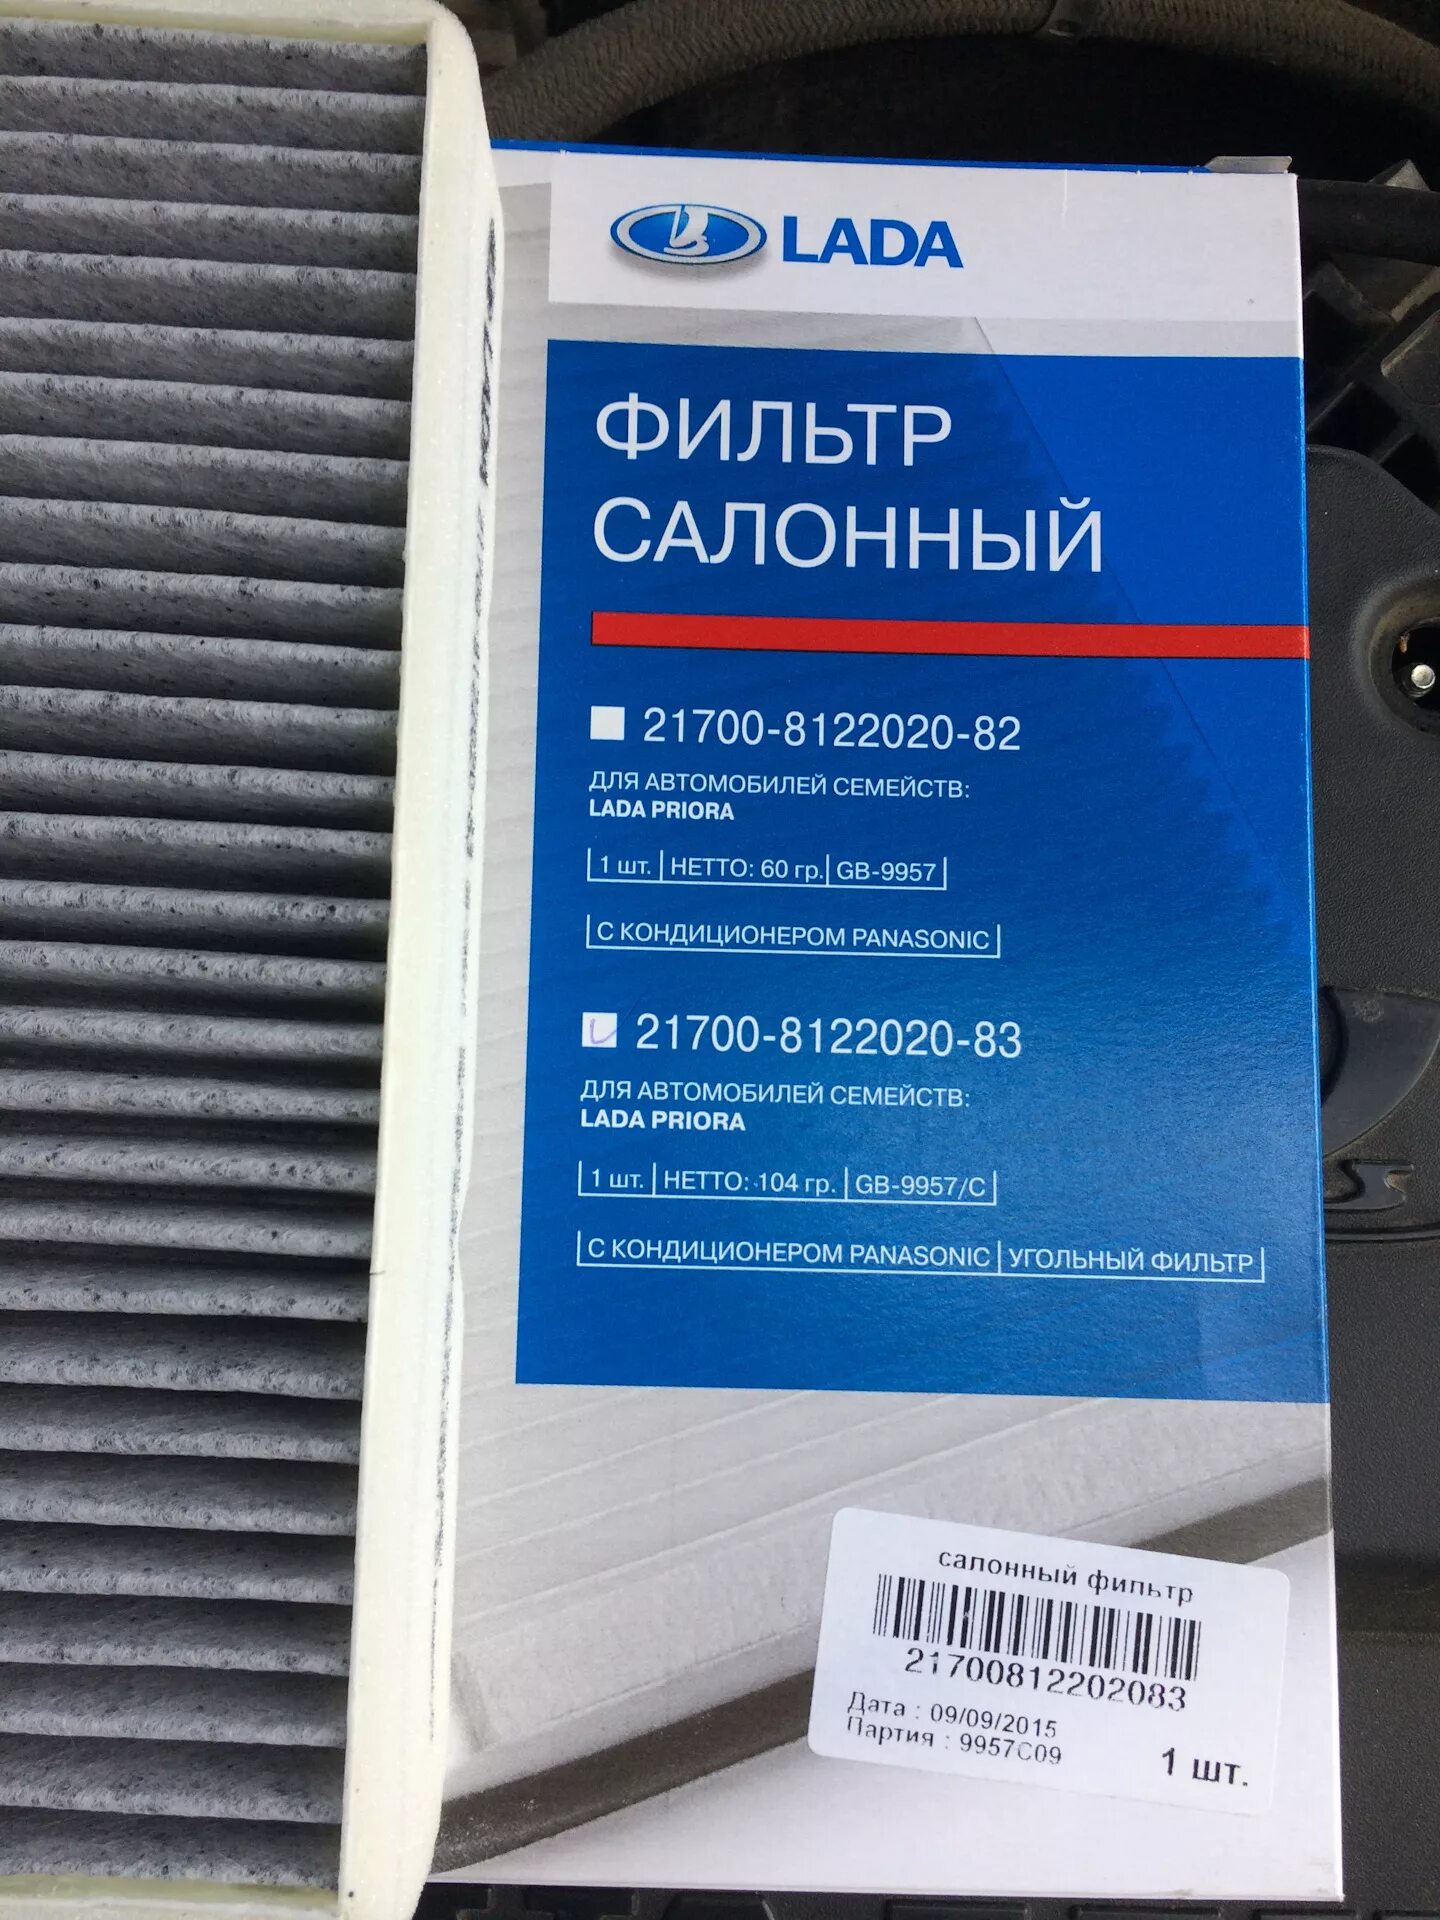 LADA
ФИЛЬТР
САЛОННЫЙ
21700-8122020-82
ДЛЯ АВТОМОБИЛЕЙ СЕМЕЙСТВ:
LADA PRIORA
1 шт. НЕТТО: 60 гр. GB-9957
С КОНДИЦИОНЕРОМ PANASONIC
21700-8122020-83
ДЛЯ АВТОМОБИЛЕЙ СЕМЕЙСТВ:
LADA PRIORA
1 шт. НЕТТО: 104 гр. GB-9957/C
С КОНДИЦИОНЕРОМ PANASONIC УГОЛЬНЫЙ ФИЛЬТР
салонный фильтр
21700812202083
Дата : 09/09/2015
Партия : 9957C09
1 шт.